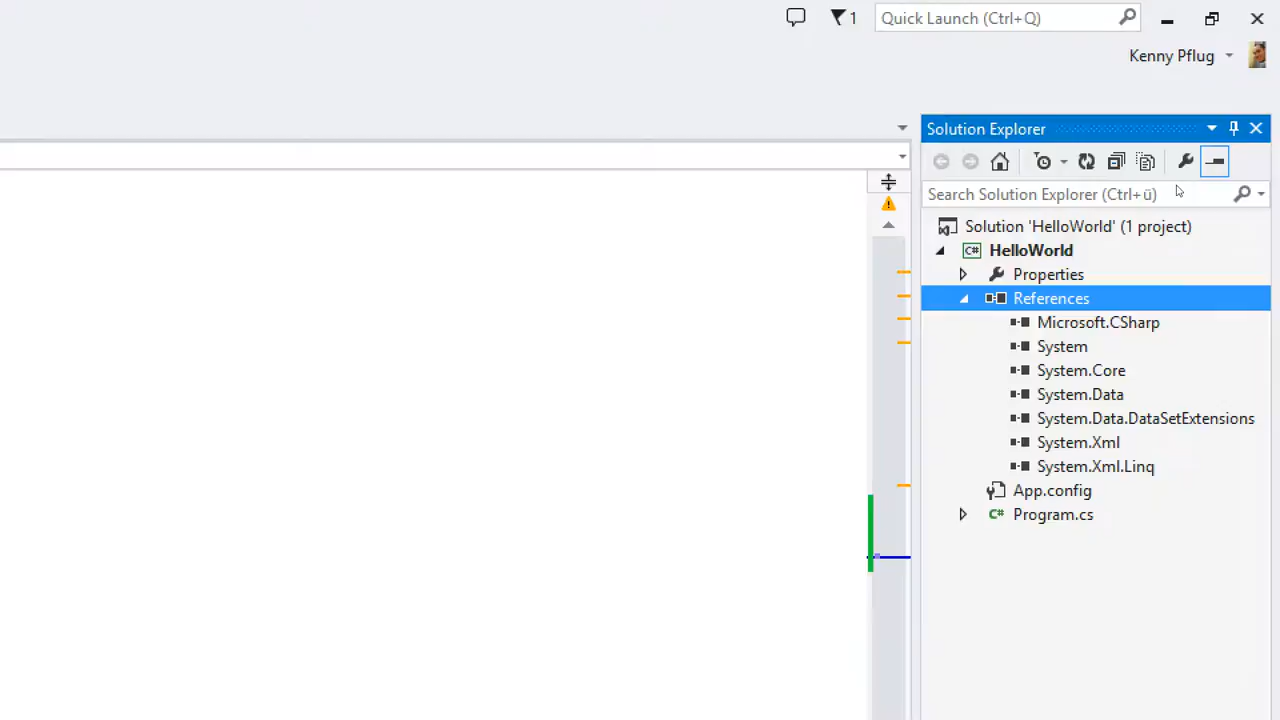 1
Quick Launch (Ctrl+Q)
Kenny Pflug
Solution Explorer
Search Solution Explorer (Ctrl+ü)
Solution 'HelloWorld' (1 project)
C# HelloWorld
Properties
References
Microsoft.CSharp
System
System.Core
System.Data
System.Data.DataSetExtensions
System.Xml
System.Xml.Linq
App.config
C# Program.cs